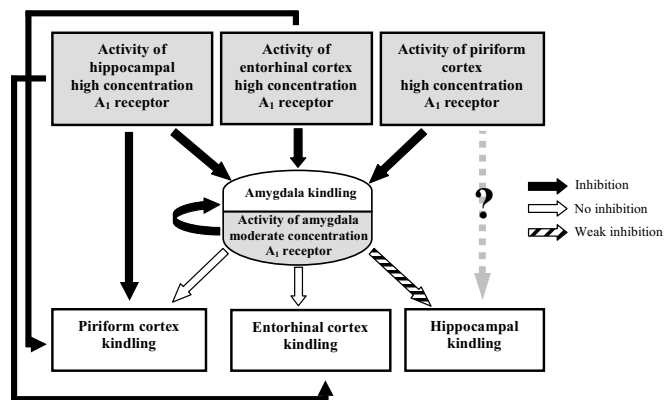 Activity of
hippocampal
high concentration
A₁ receptor
Activity of
entorhinal cortex
high concentration
A₁ receptor
Activity of piriform
cortex
high concentration
A₁ receptor
Amygdala kindling
Activity of amygdala
moderate concentration
A₁ receptor
?
Inhibition
No inhibition
Weak inhibition
Piriform cortex
kindling
Entorhinal cortex
kindling
Hippocampal
kindling